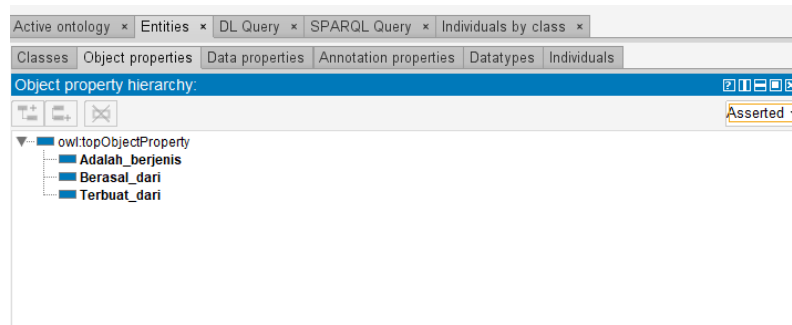 Active ontology × Entities × DL Query × SPARQL Query × Individuals by class ×
Classes Object properties Data properties Annotation properties Datatypes Individuals
Object property hierarchy:
Asserted
owl:topObjectProperty
Adalah_berjenis
Berasal_dari
Terbuat_dari